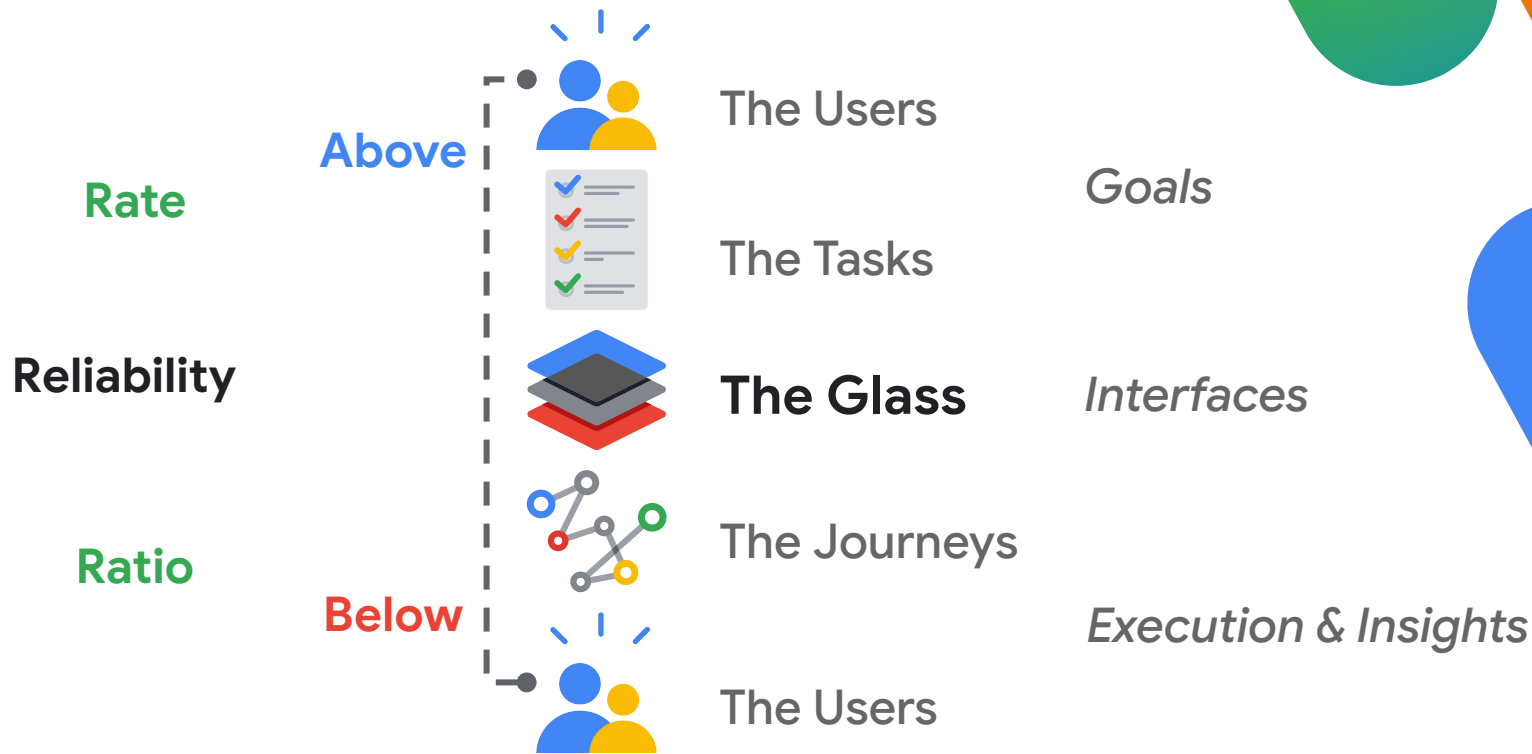 The Users
Above
Goals
Rate
The Tasks
Reliability
The Glass
Interfaces
The Journeys
Ratio
Below
Execution & Insights
The Users